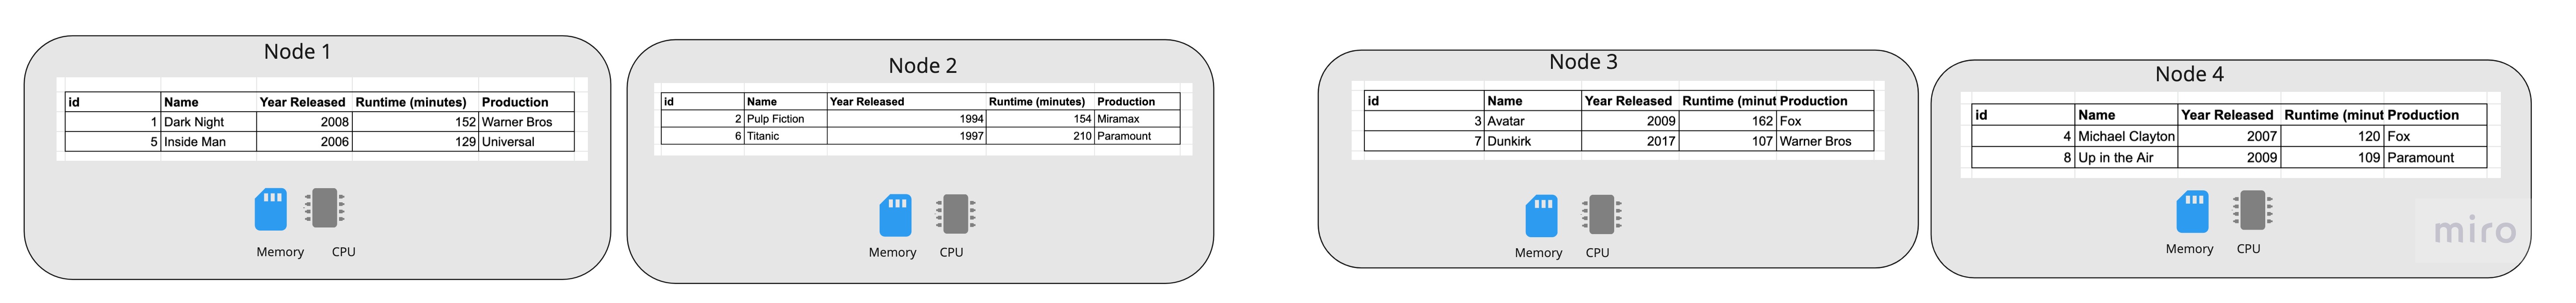 Node 1
id Name Year Released Runtime (minutes) Production
1 Dark Night 2008 152 Warner Bros
5 Inside Man 2006 129 Universal
Memory CPU
Node 2
id Name Year Released Runtime (minutes) Production
2 Pulp Fiction 1994 154 Miramax
6 Titanic 1997 210 Paramount
Memory CPU
Node 3
id Name Year Released Runtime (minut Production
3 Avatar 2009 162 Fox
7 Dunkirk 2017 107 Warner Bros
Memory CPU
Node 4
id Name Year Released Runtime (minut Production
4 Michael Clayton 2007 120 Fox
8 Up in the Air 2009 109 Paramount
Memory CPU
miro